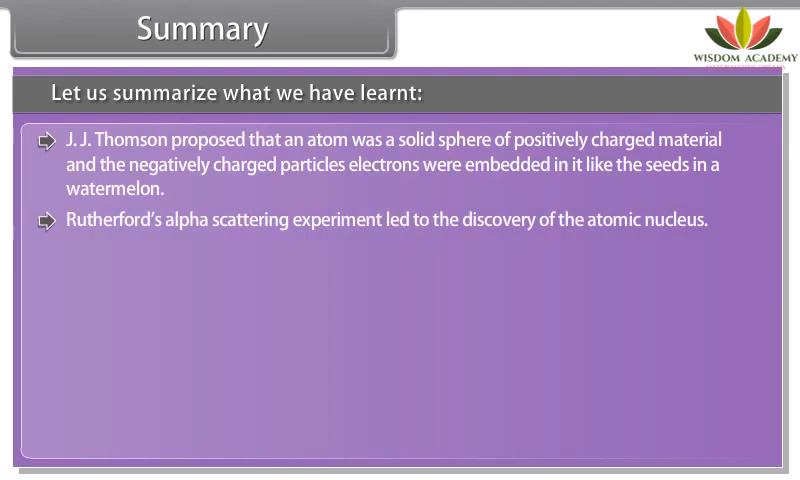 Summary
WISDOM ACADEMY
Let us summarize what we have learnt:
J. J. Thomson proposed that an atom was a solid sphere of positively charged material
and the negatively charged particles electrons were embedded in it like the seeds in a
watermelon.
Rutherford's alpha scattering experiment led to the discovery of the atomic nucleus.